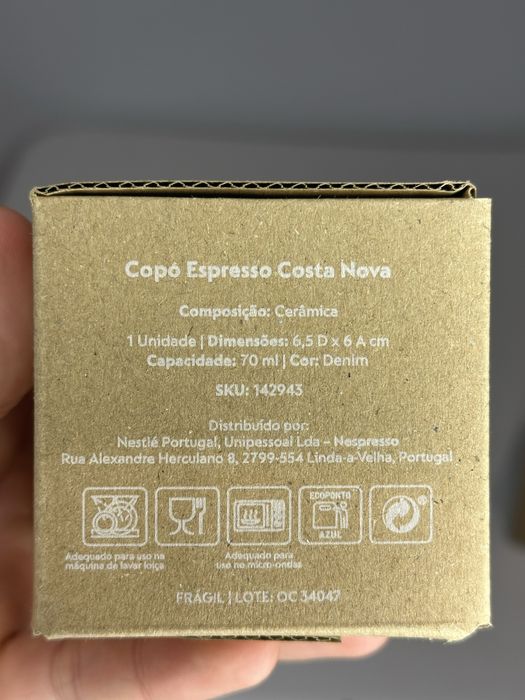 Copo Espresso Costa Nova
Composição: Cerâmica
1 Unidade | Dimensões: 6,5 D x 6 A cm
Capacidade: 70 ml | Cor: Denim
SKU: 142943
Distribuído por:
Nestlé Portugal, Unipessoal Lda – Nespresso
Rua Alexandre Herculano 8, 2799-554 Linda-a-Velha, Portugal
ECOPONTO
AZUL
®
Adequado para uso na
máquina de lavar loiça
Adequado para
uso no micro-ondas
FRÁGIL | LOTE: OC 34047